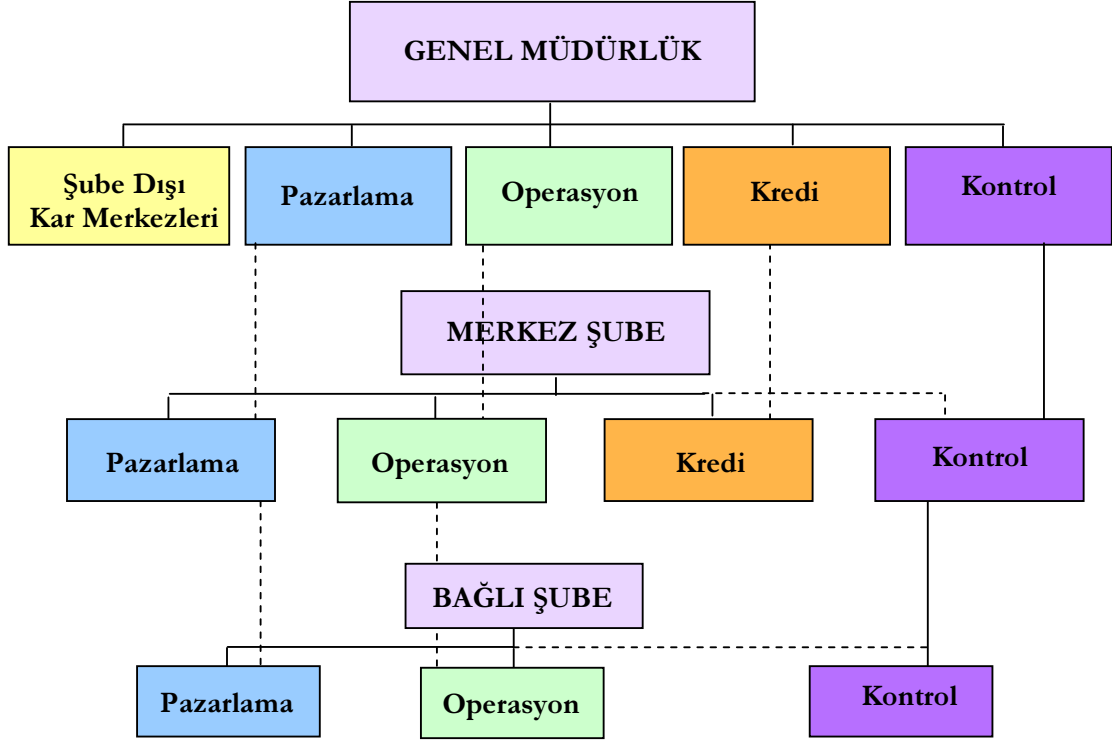 GENEL MÜDÜRLÜK
Şube Dışı
Kar Merkezleri
Pazarlama
Operasyon
Kredi
Kontrol
MERKEZ ŞUBE
Pazarlama
Operasyon
Kredi
Kontrol
BAĞLI ŞUBE
Pazarlama
Operasyon
Kontrol